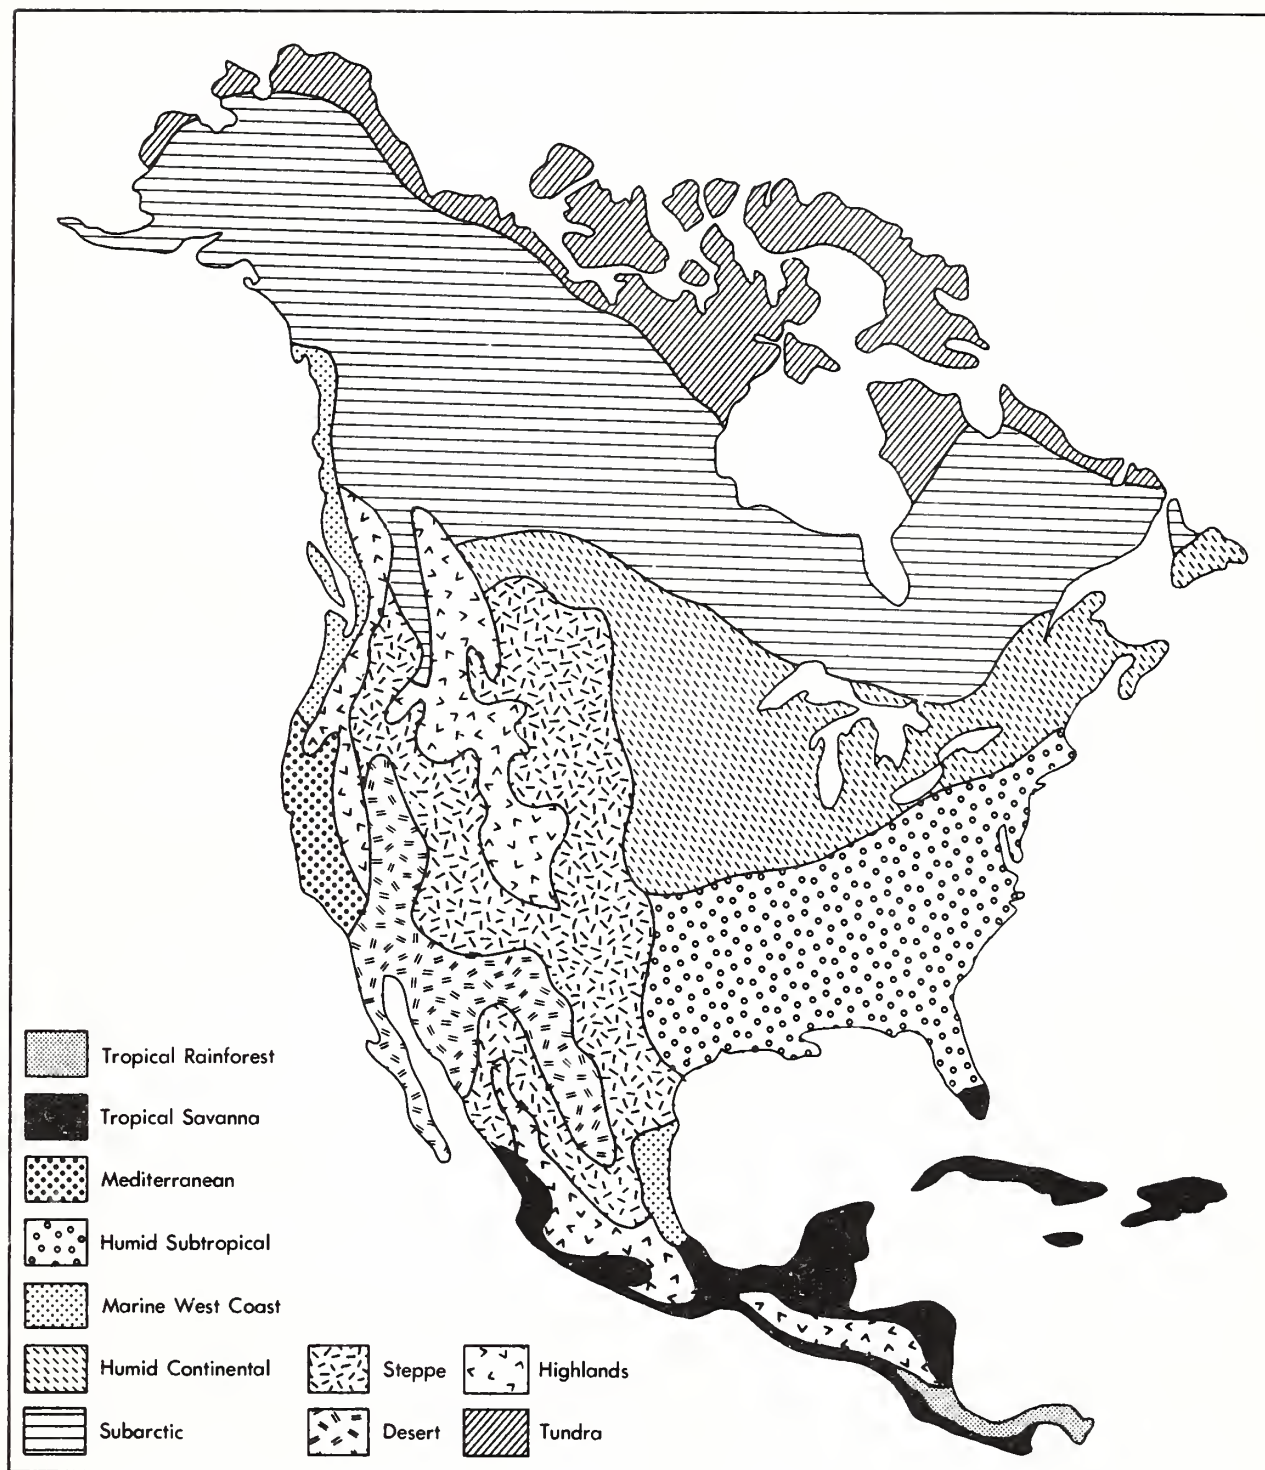 Tropical Rainforest
Tropical Savanna
Mediterranean
Humid Subtropical
Marine West Coast
Humid Continental
Subarctic
Steppe
Desert
Highlands
Tundra